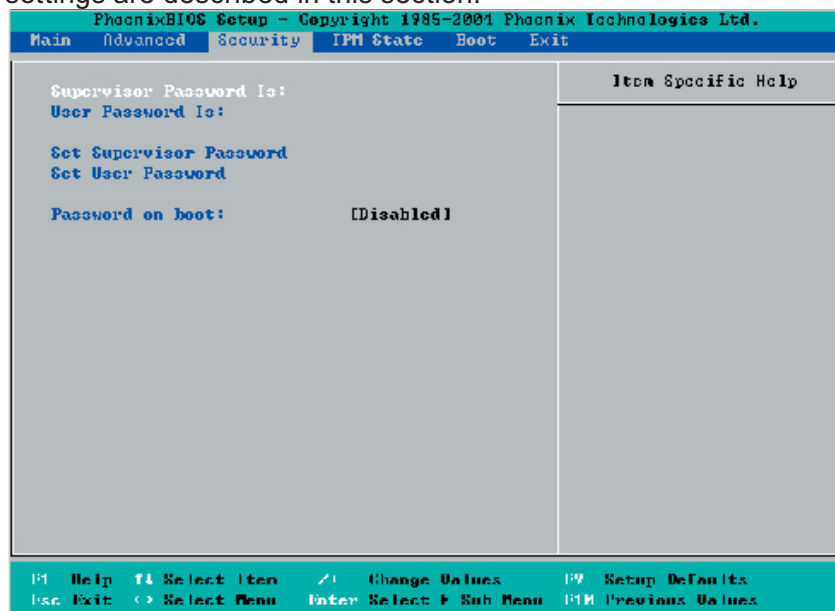 settings are described in this section.
PhoenixBIOS Setup - Copyright 1985-2001 Phoenix Technologies Ltd.
Main Advanced Security IPM State Boot Exit
Supervisor Password Is:
Item Specific Help
User Password Is:
Set Supervisor Password
Set User Password
Password on boot: [Disabled]
F1 Help ↑↓ Select Item -/+ Change Values F9 Setup Defaults
Esc Exit ↔ Select Menu Enter Select ▶ Sub Menu F10 Previous Values